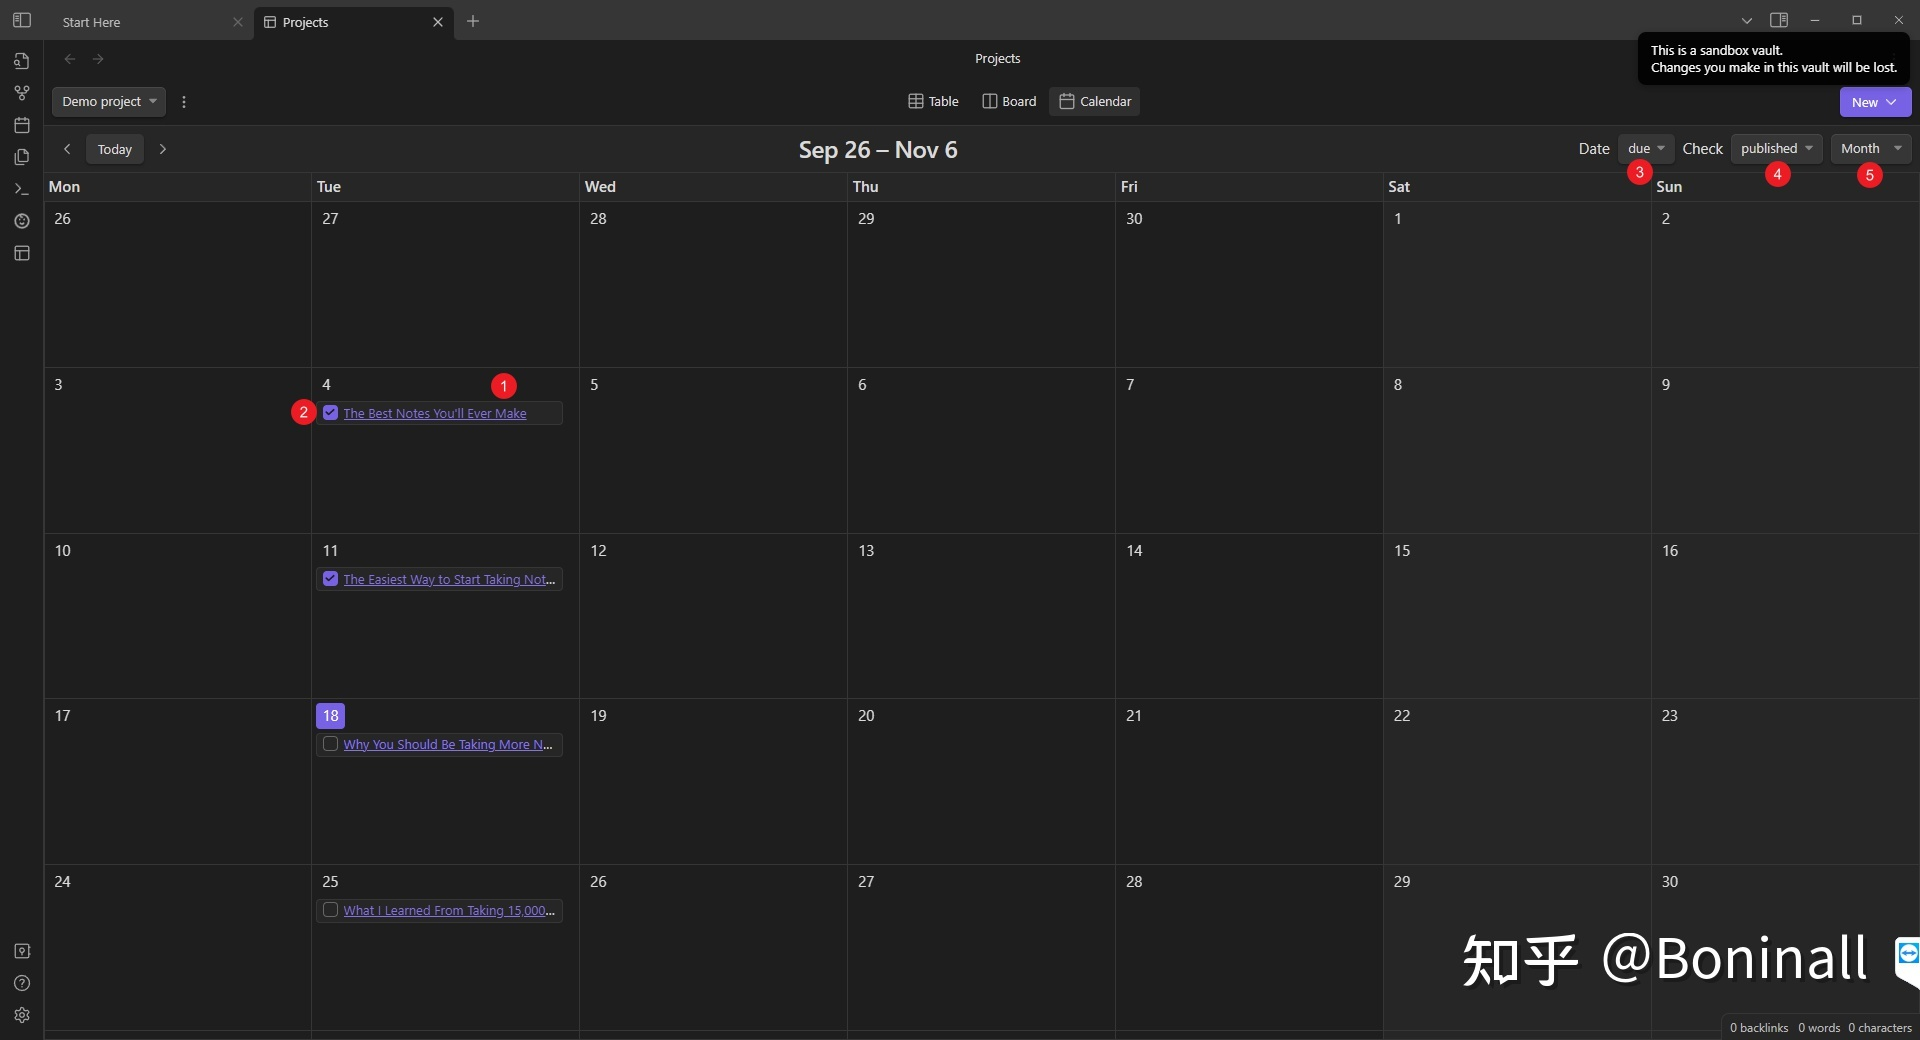 Start Here
Projects
Projects
This is a sandbox vault.
Changes you make in this vault will be lost.
Demo project
Table
Board
Calendar
New
Today
Sep 26 – Nov 6
Date
due
Check
published
Month
3
4
5
Mon
Tue
Wed
Thu
Fri
Sat
Sun
26
27
28
29
30
1
2
3
4
1
5
6
7
8
9
2
The Best Notes You'll Ever Make
10
11
12
13
14
15
16
The Easiest Way to Start Taking Not...
17
18
19
20
21
22
23
Why You Should Be Taking More N...
24
25
26
27
28
29
30
What I Learned From Taking 15,000...
知乎 @Boninall
0 backlinks
0 words
0 characters